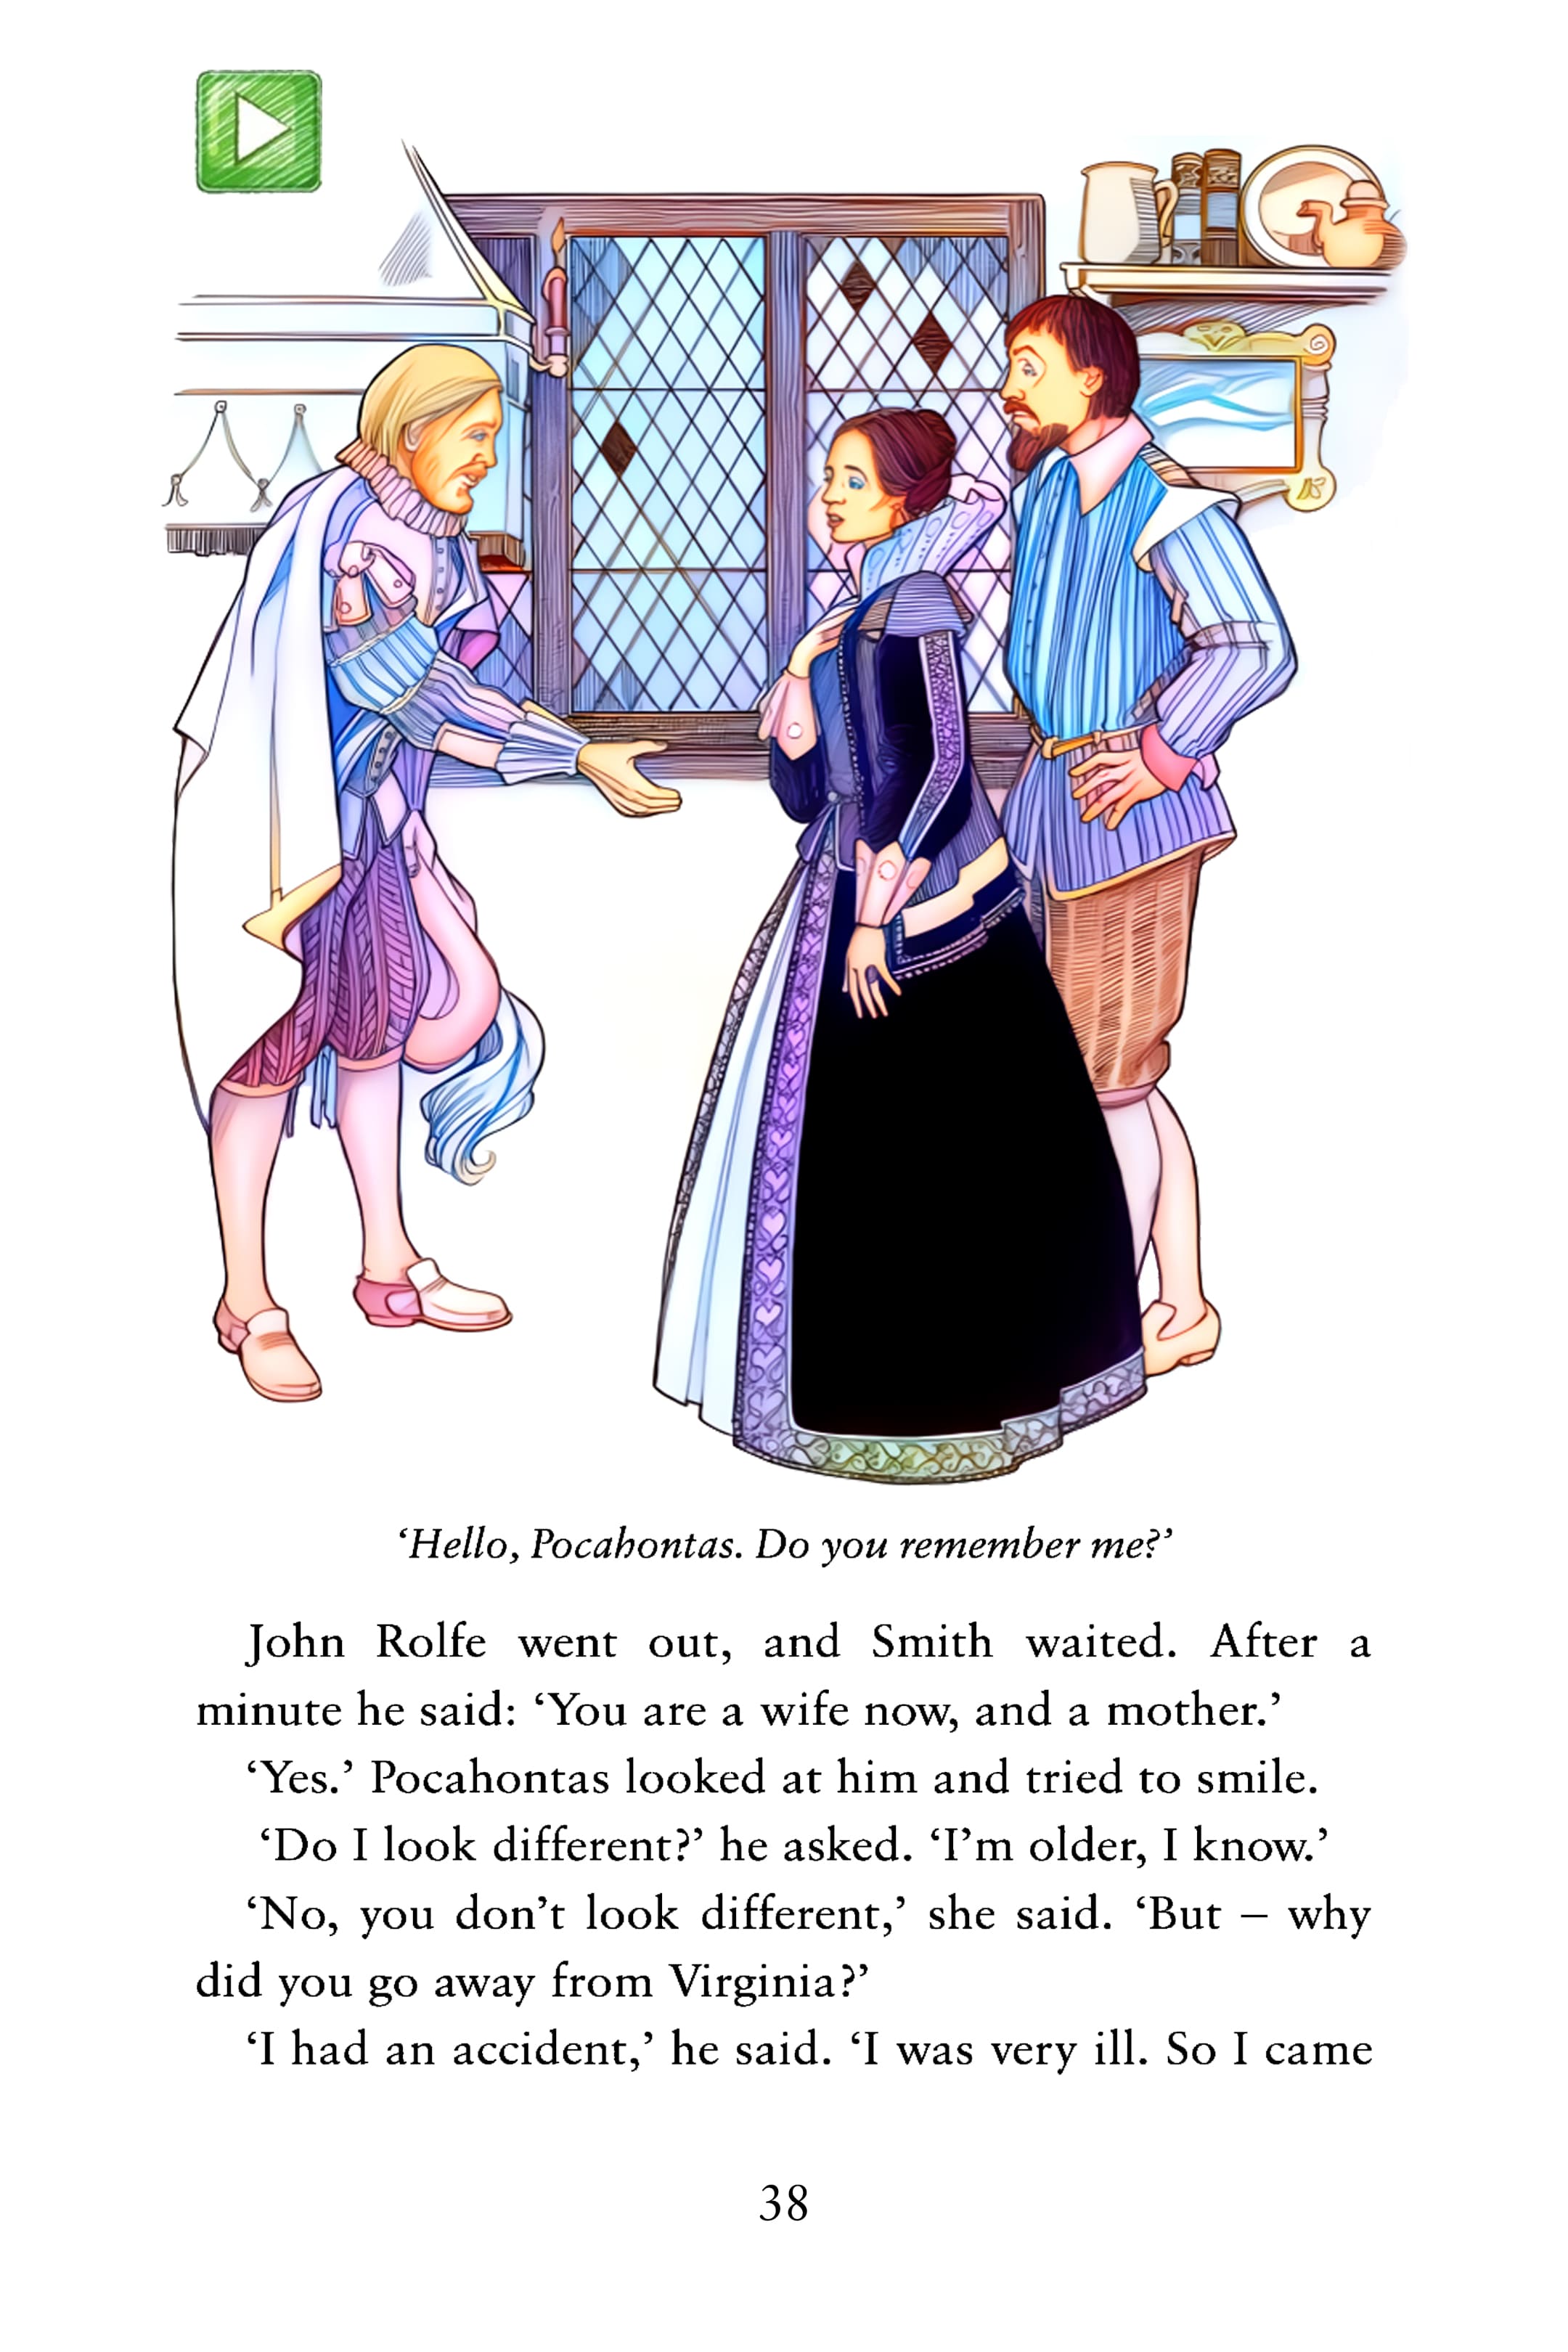 ‘Hello, Pocahontas. Do you remember me?’
John Rolfe went out, and Smith waited. After a
minute he said: ‘You are a wife now, and a mother.’
‘Yes.’ Pocahontas looked at him and tried to smile.
‘Do I look different?’ he asked. ‘I’m older, I know.’
‘No, you don’t look different,’ she said. ‘But – why
did you go away from Virginia?’
‘I had an accident,’ he said. ‘I was very ill. So I came
38